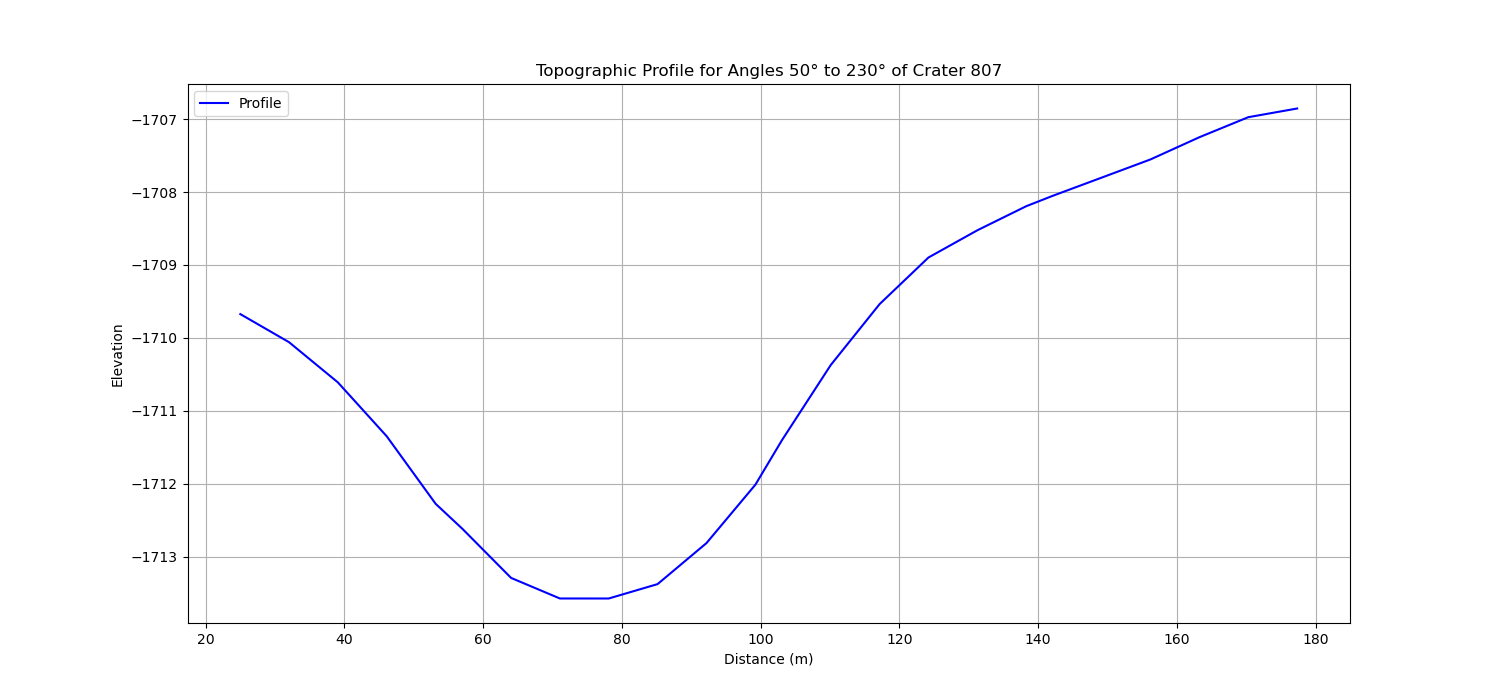 Topographic Profile for Angles 50° to 230° of Crater 807
Profile
−1707
−1708
−1709
−1710
−1711
−1712
−1713
Elevation
20 40 60 80 100 120 140 160 180
Distance (m)